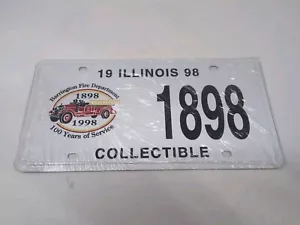 19 ILLINOIS 98
Barrington Fire Department
1898
1998
100 Years of Service
1898
COLLECTIBLE